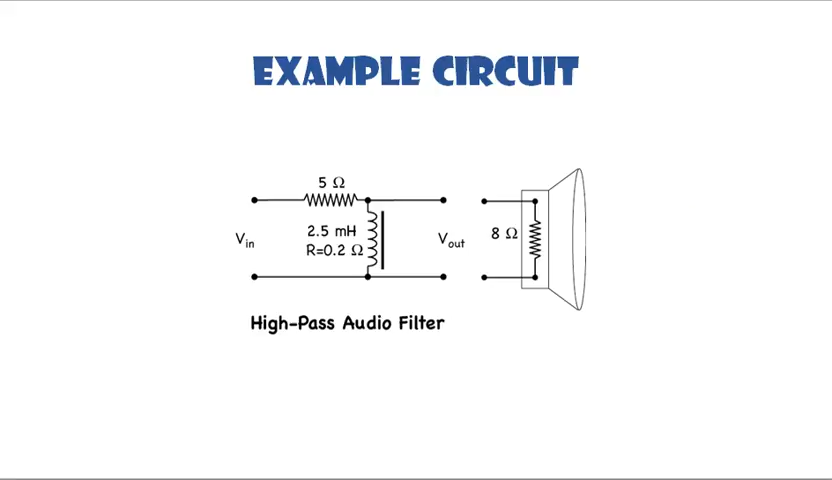 EXAMPLE CIRCUIT
5 Ω
2.5 mH
R=0.2 Ω
Vin
Vout
8 Ω
High-Pass Audio Filter